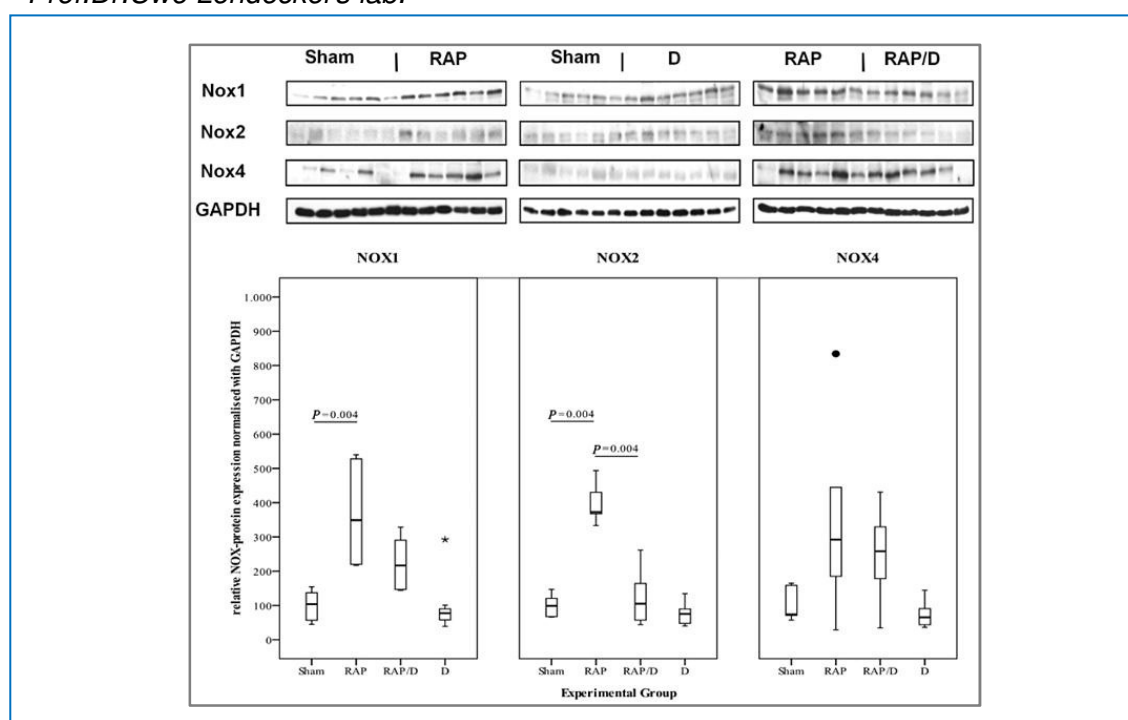 Sham | RAP Sham | D RAP | RAP/D
Nox1
Nox2
Nox4
GAPDH
NOX1 NOX2 NOX4
relative NOX-protein expression normalised with GAPDH
1.000
900
800
700
600
500
400
300
200
100
0
P=0.004
P=0.004
P=0.004
*
Sham RAP RAP/D D Sham RAP RAP/D D Sham RAP RAP/D D
Experimental Group